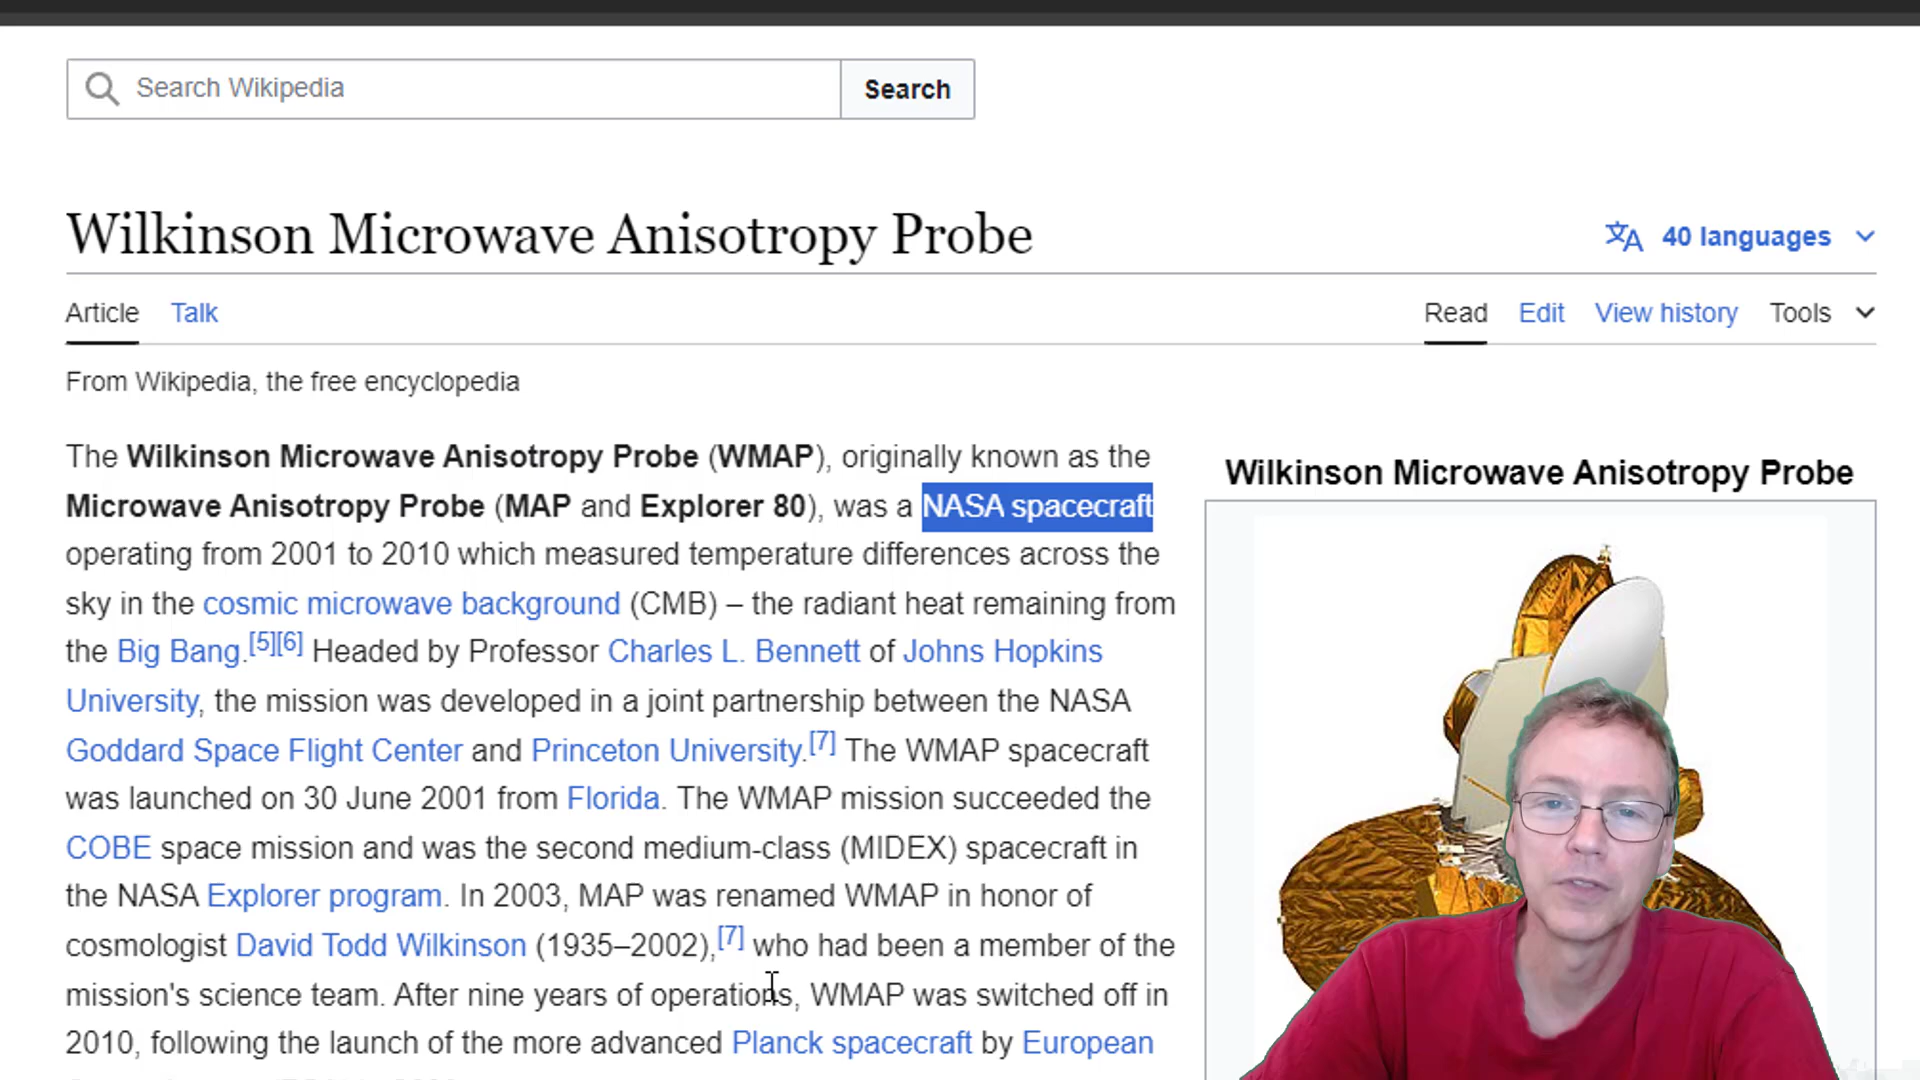 Search Wikipedia
Search
Wilkinson Microwave Anisotropy Probe
40 languages
Article Talk
Read Edit View history Tools
From Wikipedia, the free encyclopedia
The Wilkinson Microwave Anisotropy Probe (WMAP), originally known as the
Microwave Anisotropy Probe (MAP and Explorer 80), was a NASA spacecraft
operating from 2001 to 2010 which measured temperature differences across the
sky in the cosmic microwave background (CMB) – the radiant heat remaining from
the Big Bang.[5][6] Headed by Professor Charles L. Bennett of Johns Hopkins
University, the mission was developed in a joint partnership between the NASA
Goddard Space Flight Center and Princeton University.[7] The WMAP spacecraft
was launched on 30 June 2001 from Florida. The WMAP mission succeeded the
COBE space mission and was the second medium-class (MIDEX) spacecraft in
the NASA Explorer program. In 2003, MAP was renamed WMAP in honor of
cosmologist David Todd Wilkinson (1935–2002),[7] who had been a member of the
mission's science team. After nine years of operations, WMAP was switched off in
2010, following the launch of the more advanced Planck spacecraft by European
Wilkinson Microwave Anisotropy Probe